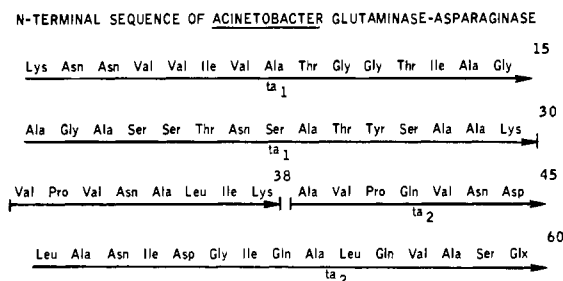 N-TERMINAL SEQUENCE OF ACINETOBACTER GLUTAMINASE-ASPARAGINASE
15
Lys Asn Asn Val Val Ile Val Ala Thr Gly Gly Thr Ile Ala Gly
ta1
30
Ala Gly Ala Ser Ser Thr Asn Ser Ala Thr Tyr Ser Ala Ala Lys
ta1
38 45
Val Pro Val Asn Ala Leu Ile Lys Ala Val Pro Gln Val Asn Asp
ta2
60
Leu Ala Asn Ile Asp Gly Ile Gln Ala Leu Gln Val Ala Ser Glx
ta2